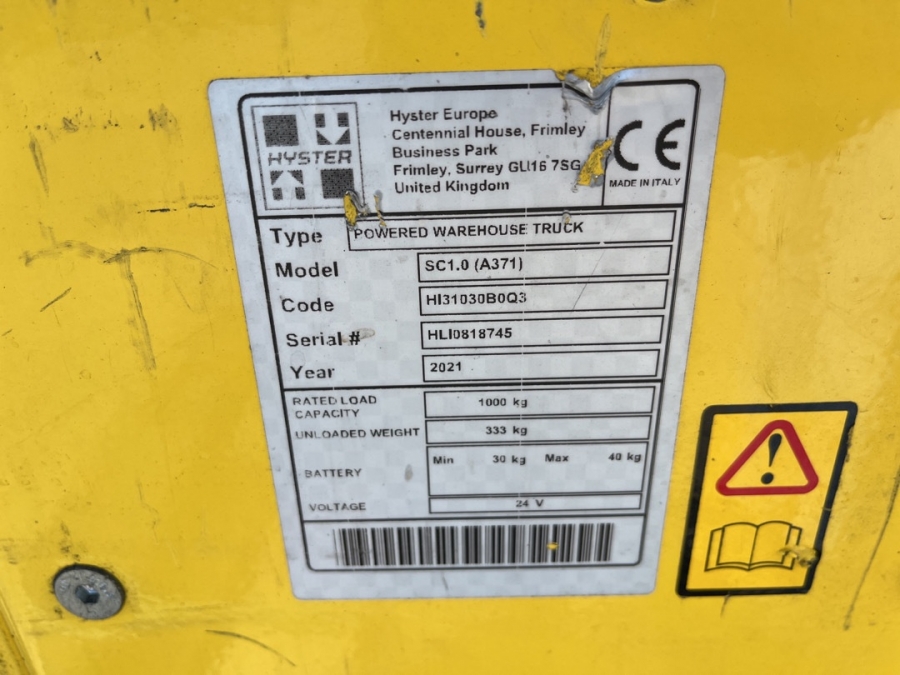 HYSTER
Hyster Europe
Centennial House, Frimley
Business Park
Frimley, Surrey GU16 7SG
United Kingdom
CE
MADE IN ITALY
Type POWERED WAREHOUSE TRUCK
Model SC1.0 (A371)
Code HI31030B0Q3
Serial # HLI0818745
Year 2021
RATED LOAD
CAPACITY 1000 kg
UNLOADED WEIGHT 333 kg
BATTERY Min 30 kg Max 40 kg
VOLTAGE 24 V